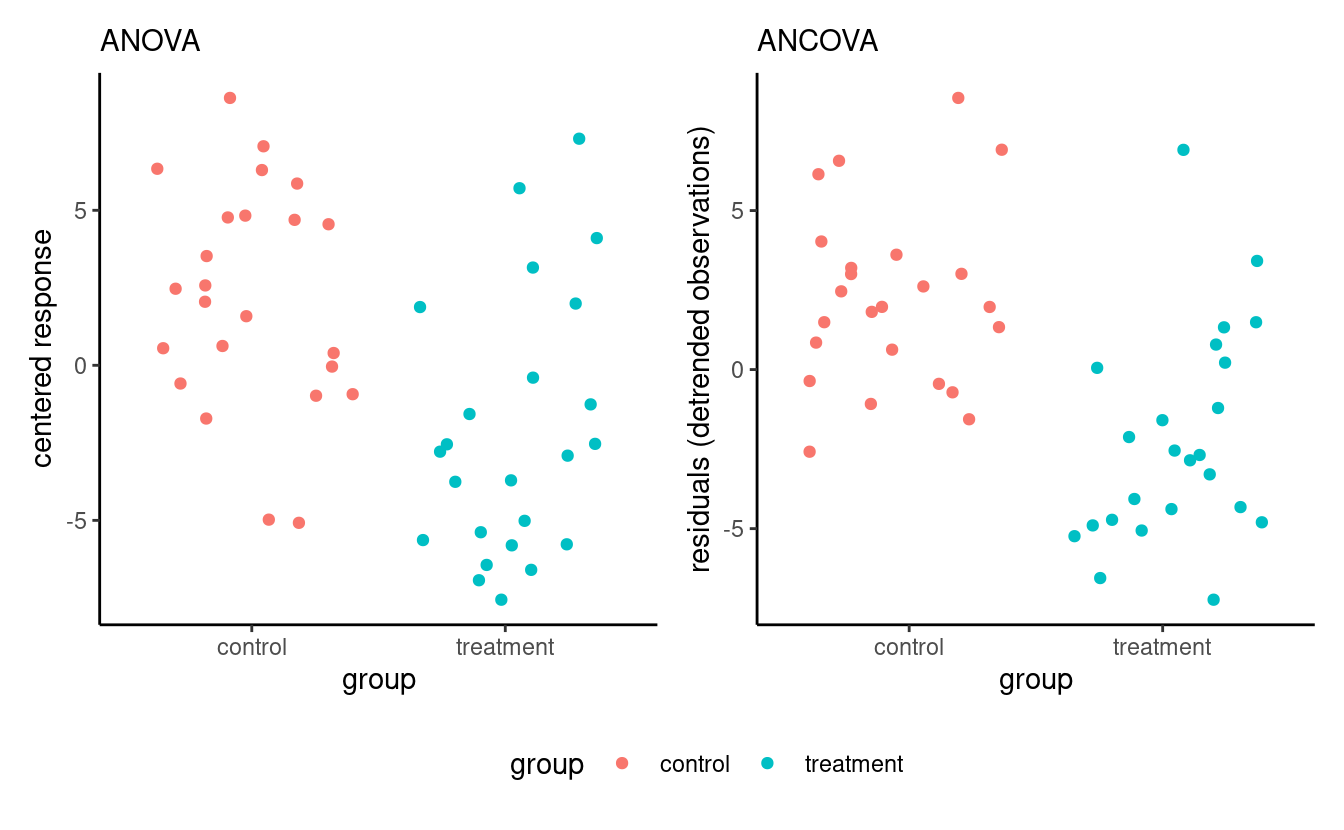 ANOVA
centered response
5
0
-5
control treatment
group
ANCOVA
residuals (detrended observations)
5
0
-5
control treatment
group
group control treatment